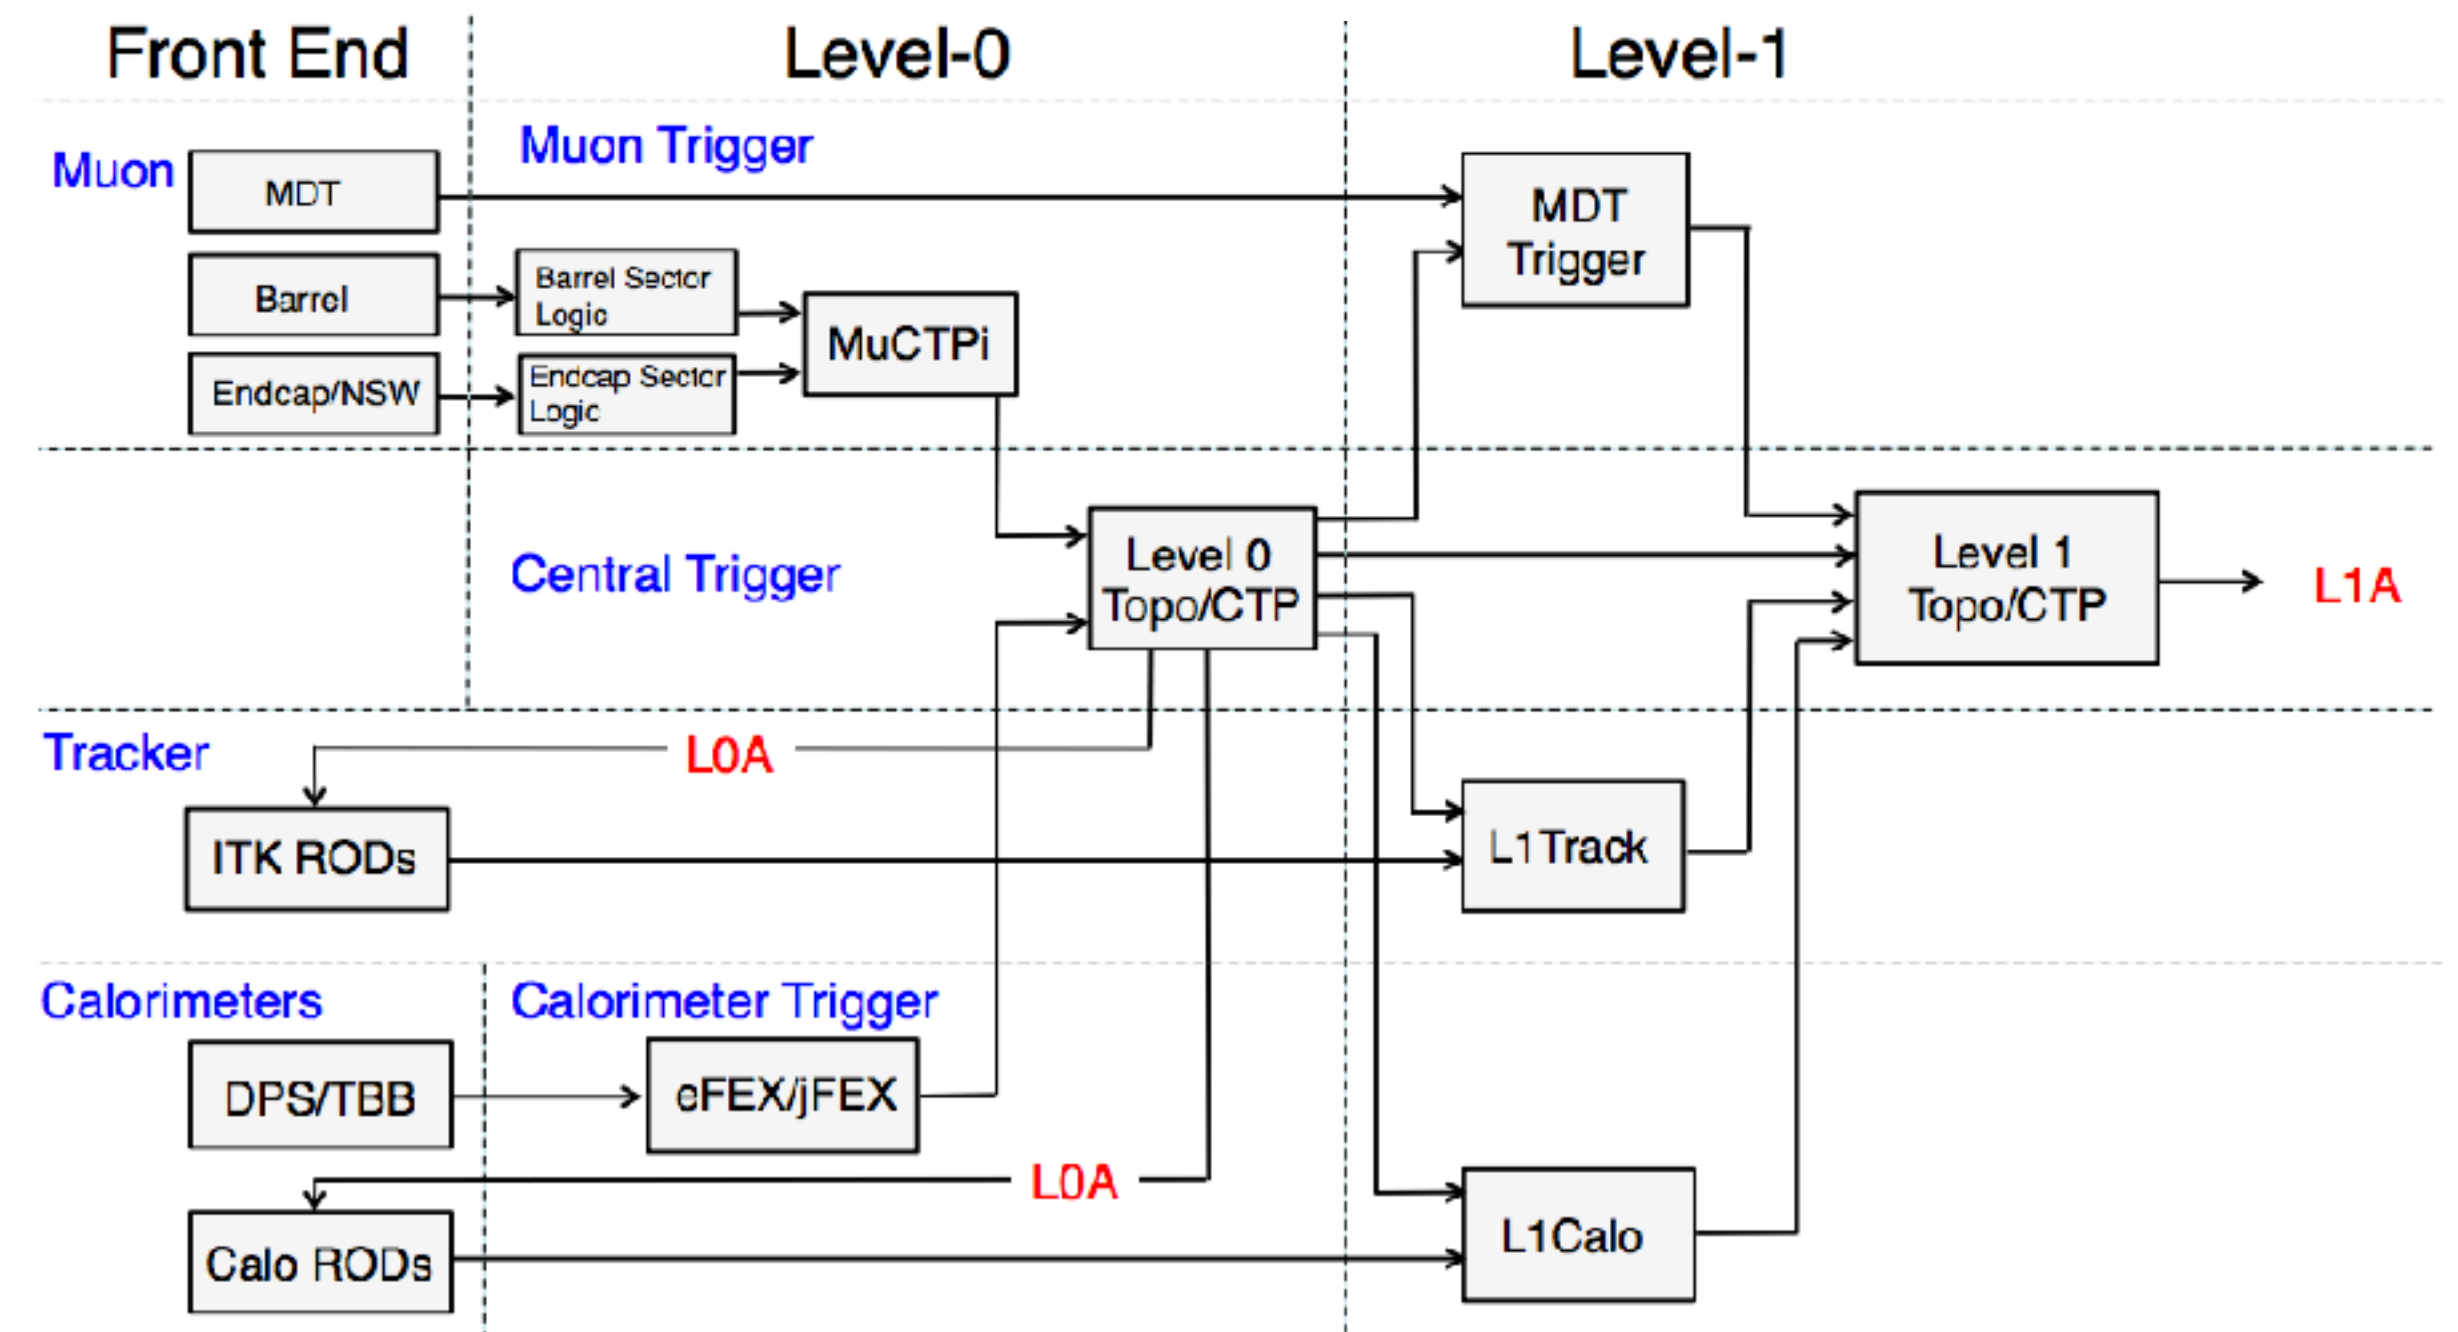 Front End
Level-0
Level-1
Muon
Muon Trigger
MDT
MDT
Trigger
Barrel
Barrel Sector
Logic
MuCTPi
Endcap/NSW
Endcap Sector
Logic
Central Trigger
Level 0
Topo/CTP
Level 1
Topo/CTP
L1A
Tracker
L0A
ITK RODs
L1Track
Calorimeters
Calorimeter Trigger
DPS/TBB
eFEX/jFEX
L0A
Calo RODs
L1Calo